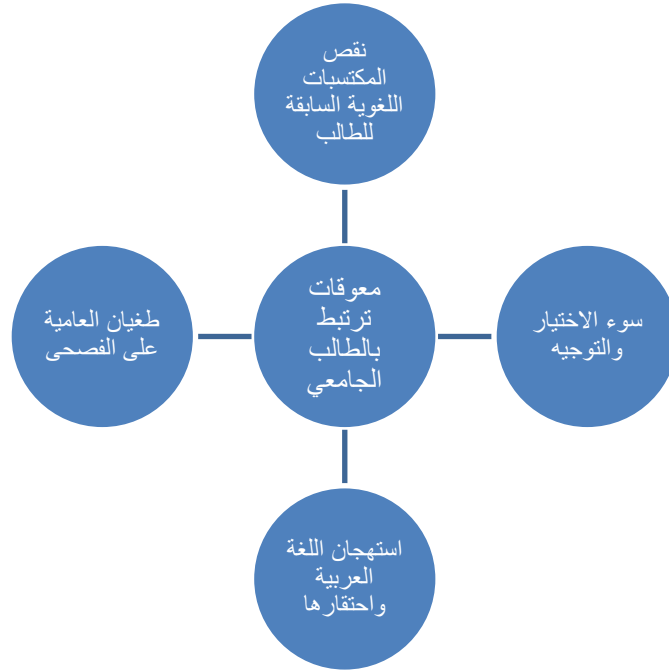 نقص
المكتسبات
اللغوية السابقة
للطالب
سوء الاختيار
والتوجيه
معوقات
ترتبط
بالطالب
الجامعي
طغيان العامية
على الفصحى
استهجان اللغة
العربية
واحتقارها